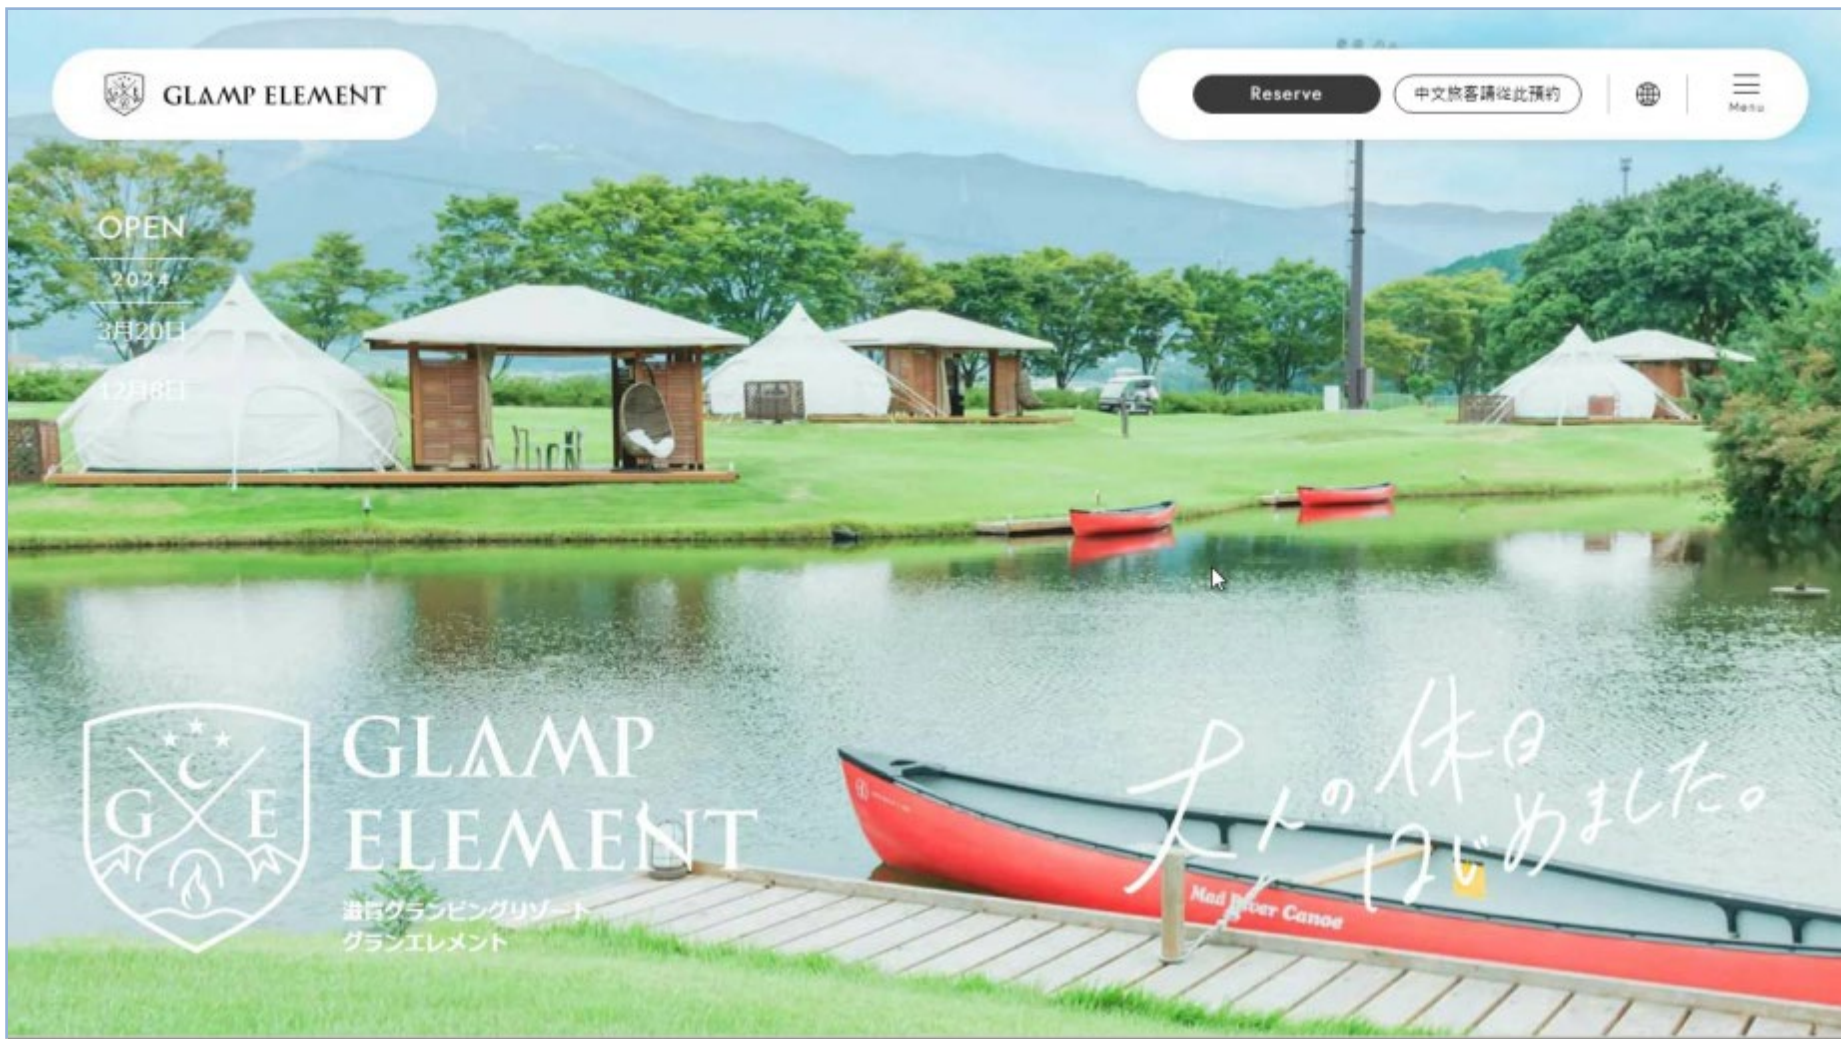 GLAMP ELEMENT
Reserve
中文旅客請從此預約
Menu
OPEN
2024
3月20日
12月8日
G E
GLAMP
ELEMENT
滋賀グランピングリゾート
グランエレメント
大人の休日
はじめました。
Mad River Canoe